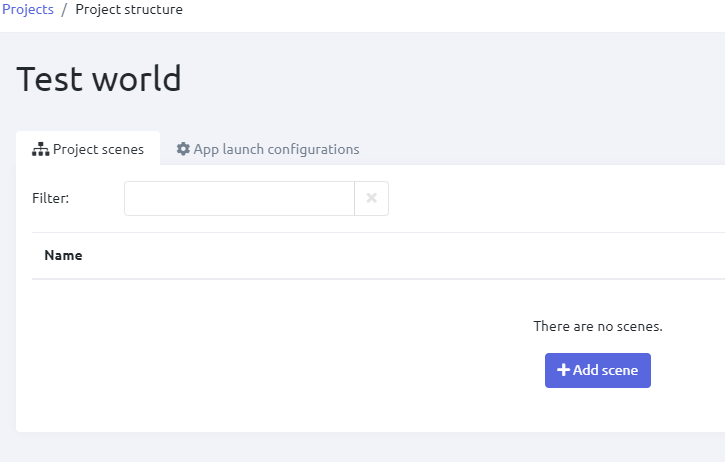 Projects / Project structure
Test world
Project scenes App launch configurations
Filter:
Name
There are no scenes.
Add scene